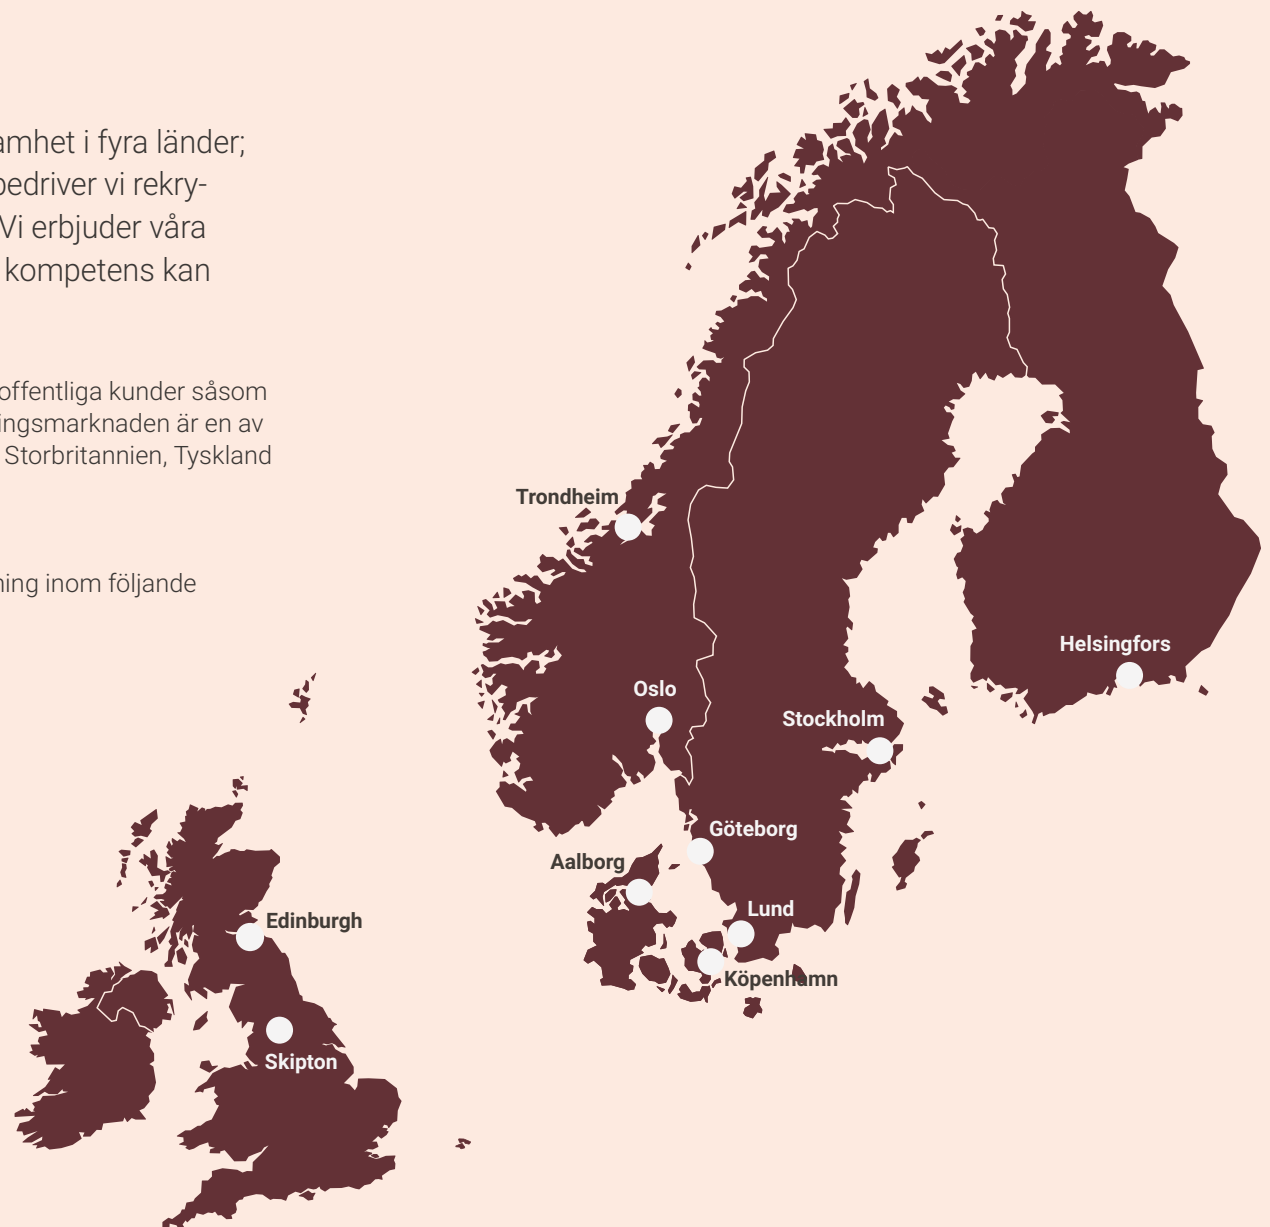 amhet i fyra länder;
bedriver vi rekry-
Vi erbjuder våra
kompetens kan
offentliga kunder såsom
ingsmarknaden är en av
Storbritannien, Tyskland
ning inom följande
Trondheim
Helsingfors
Oslo
Stockholm
Göteborg
Aalborg
Lund
Edinburgh
Köpenhamn
Skipton